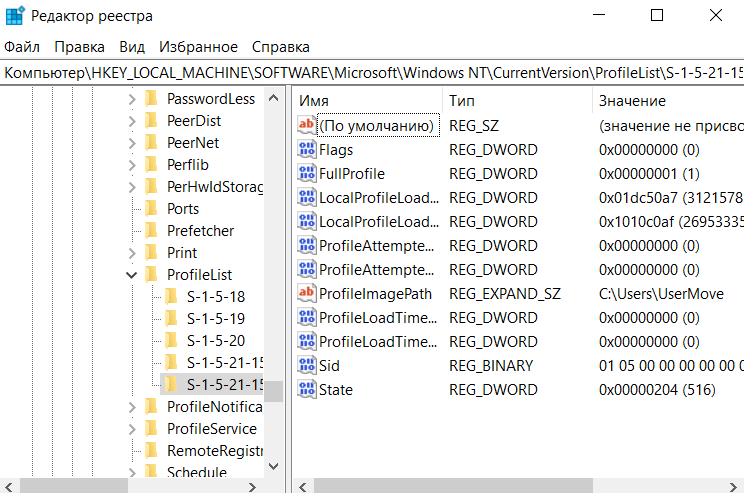 Редактор реестра
Файл Правка Вид Избранное Справка
Компьютер\HKEY_LOCAL_MACHINE\SOFTWARE\Microsoft\Windows NT\CurrentVersion\ProfileList\S-1-5-21-15
PasswordLess
PeerDist
PeerNet
Perflib
PerHwIdStorag
Ports
Prefetcher
Print
ProfileList
S-1-5-18
S-1-5-19
S-1-5-20
S-1-5-21-15
S-1-5-21-15
ProfileNotifica
ProfileService
RemoteRegistr
Schedule
Имя Тип Значение
(По умолчанию) REG_SZ (значение не присво
Flags REG_DWORD 0x00000000 (0)
FullProfile REG_DWORD 0x00000001 (1)
LocalProfileLoad... REG_DWORD 0x01dc50a7 (3121578
LocalProfileLoad... REG_DWORD 0x1010c0af (26953335
ProfileAttempte... REG_DWORD 0x00000000 (0)
ProfileAttempte... REG_DWORD 0x00000000 (0)
ProfileImagePath REG_EXPAND_SZ C:\Users\UserMove
ProfileLoadTime... REG_DWORD 0x00000000 (0)
ProfileLoadTime... REG_DWORD 0x00000000 (0)
Sid REG_BINARY 01 05 00 00 00 00 00 0
State REG_DWORD 0x00000204 (516)